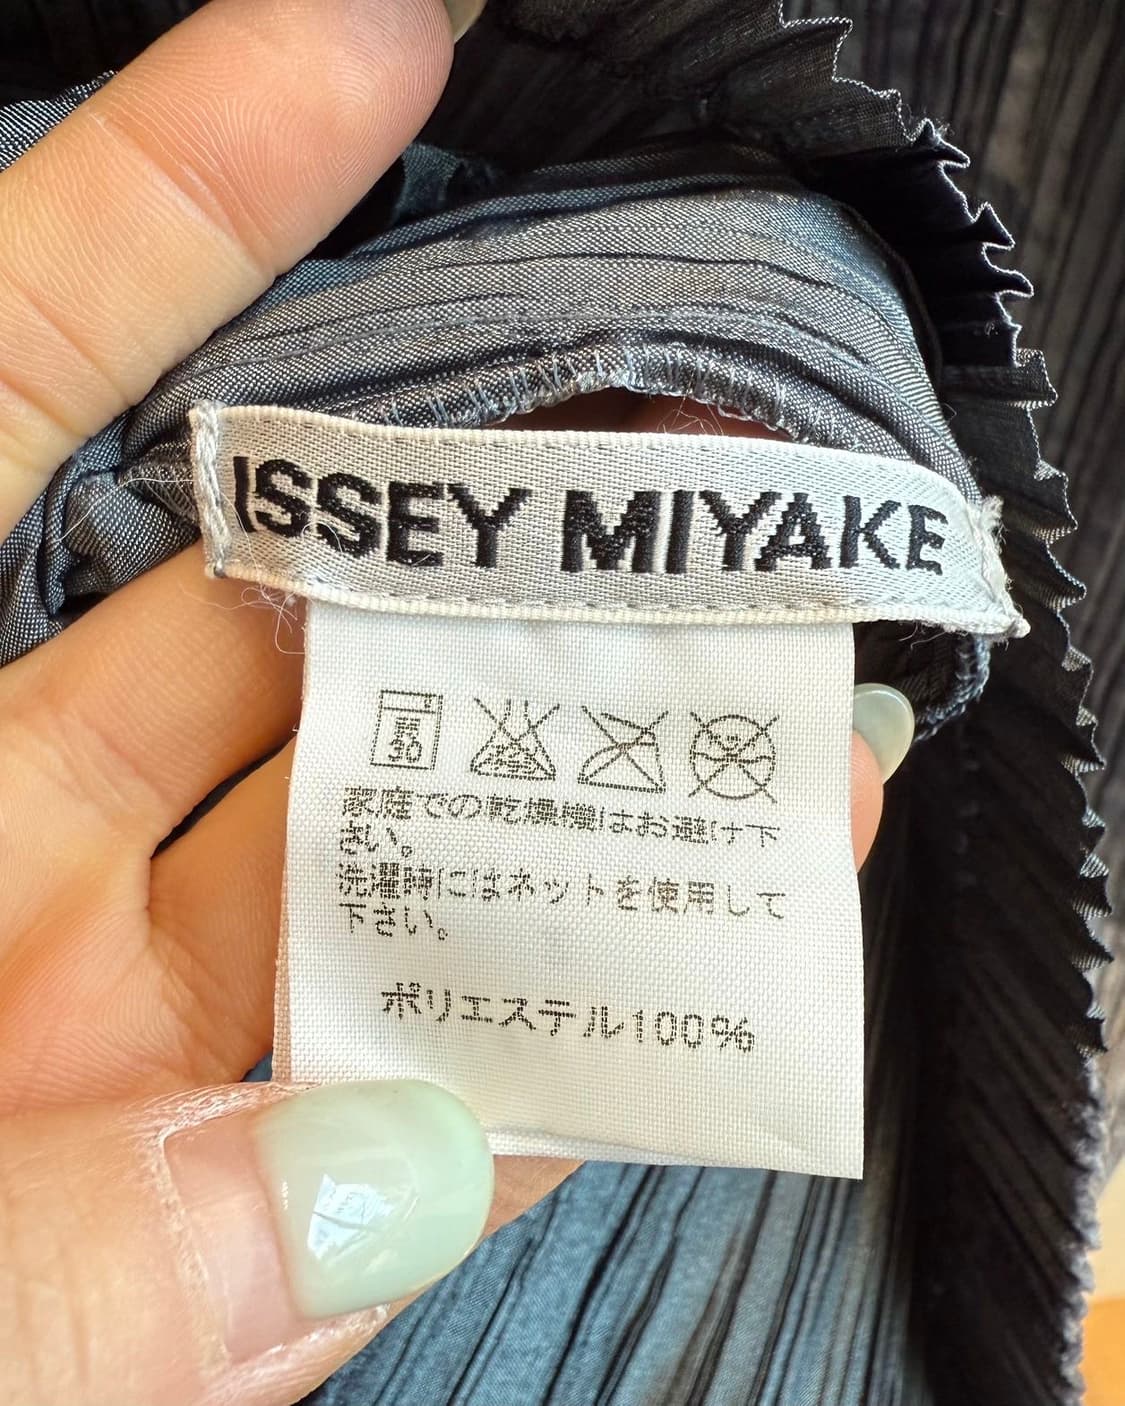 ISSEY MIYAKE
弱
30
家庭での乾燥機はお避け下
さい。
洗濯時にはネットを使用して
下さい。
ポリエステル100%